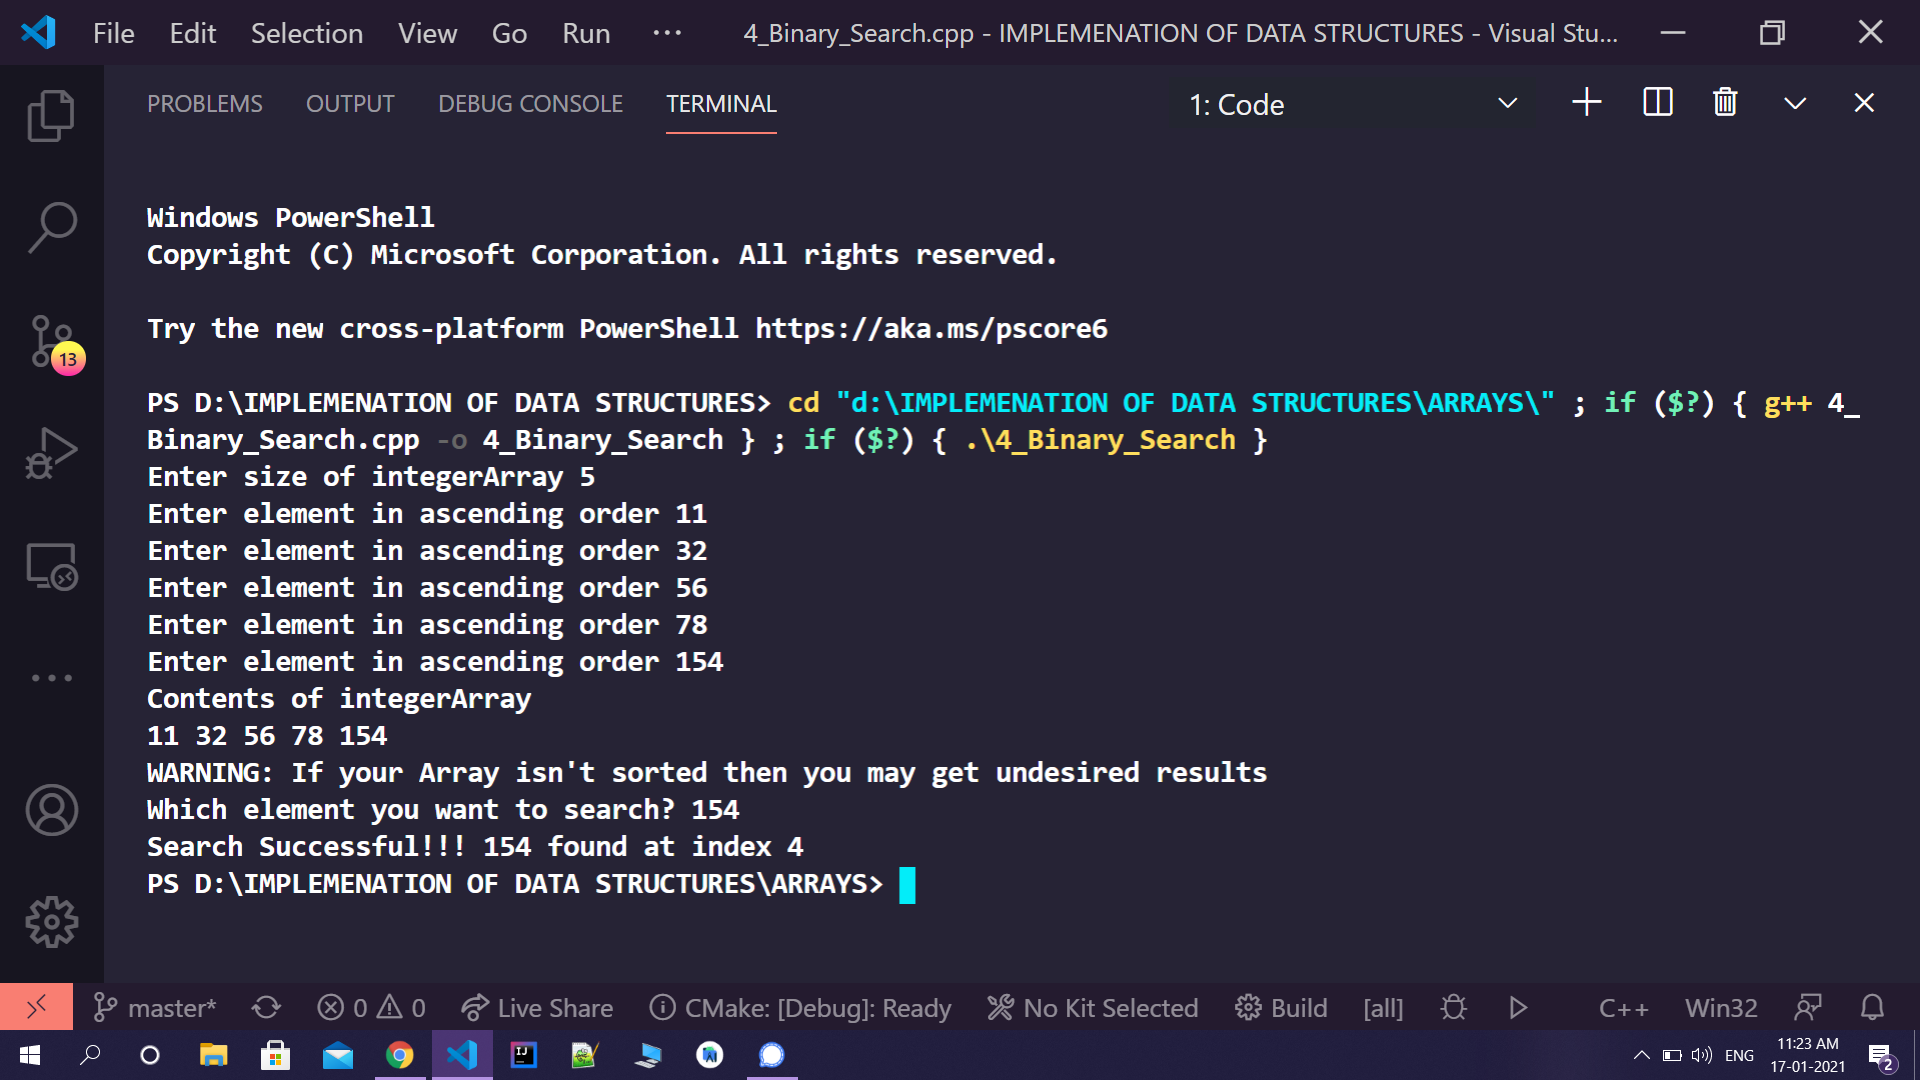 File Edit Selection View Go Run ··· 4_Binary_Search.cpp - IMPLEMENATION OF DATA STRUCTURES - Visual Stu...
PROBLEMS OUTPUT DEBUG CONSOLE TERMINAL 1: Code
Windows PowerShell
Copyright (C) Microsoft Corporation. All rights reserved.
Try the new cross-platform PowerShell https://aka.ms/pscore6
13
PS D:\IMPLEMENATION OF DATA STRUCTURES> cd "d:\IMPLEMENATION OF DATA STRUCTURES\ARRAYS\" ; if ($?) { g++ 4_
Binary_Search.cpp -o 4_Binary_Search } ; if ($?) { .\4_Binary_Search }
Enter size of integerArray 5
Enter element in ascending order 11
Enter element in ascending order 32
Enter element in ascending order 56
Enter element in ascending order 78
Enter element in ascending order 154
Contents of integerArray
11 32 56 78 154
WARNING: If your Array isn't sorted then you may get undesired results
Which element you want to search? 154
Search Successful!!! 154 found at index 4
PS D:\IMPLEMENATION OF DATA STRUCTURES\ARRAYS>
master* 0 0 Live Share CMake: [Debug]: Ready No Kit Selected Build [all] C++ Win32
IJ ENG 11:23 AM
17-01-2021 2